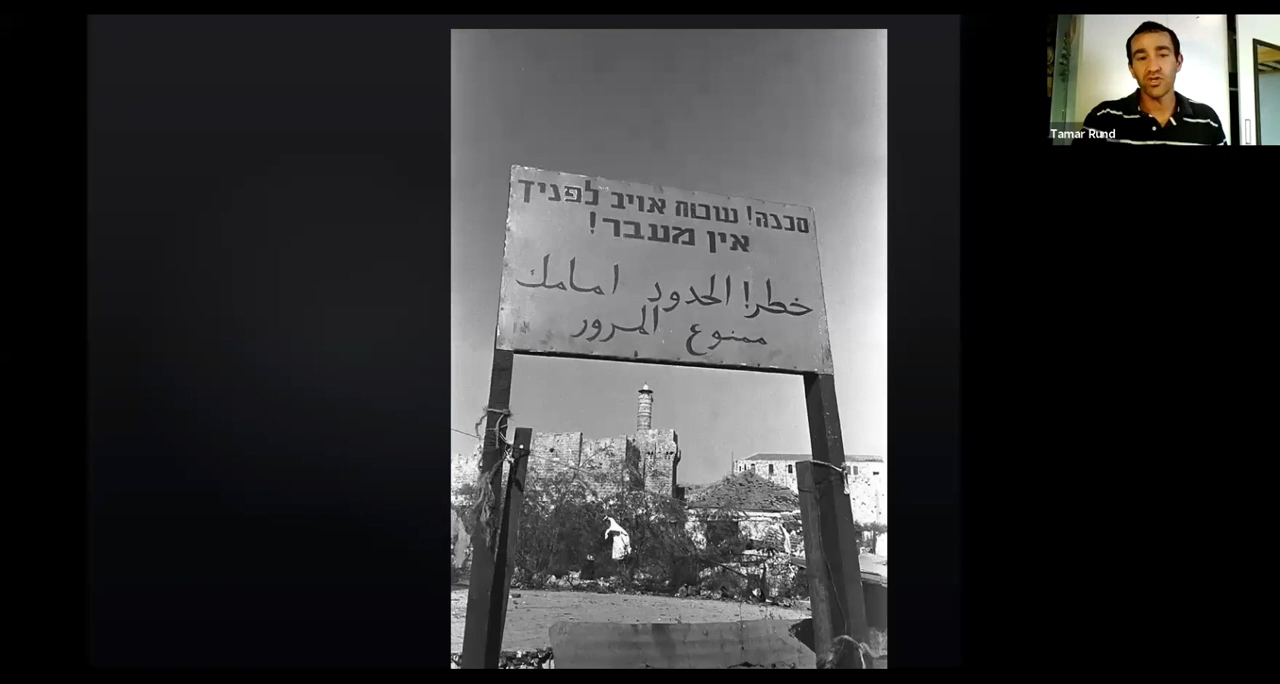 סכנה! שטח אויב לפניך
אין מעבר!
خطر! الحدود امامك
ممنوع المرور
Tamar Rund